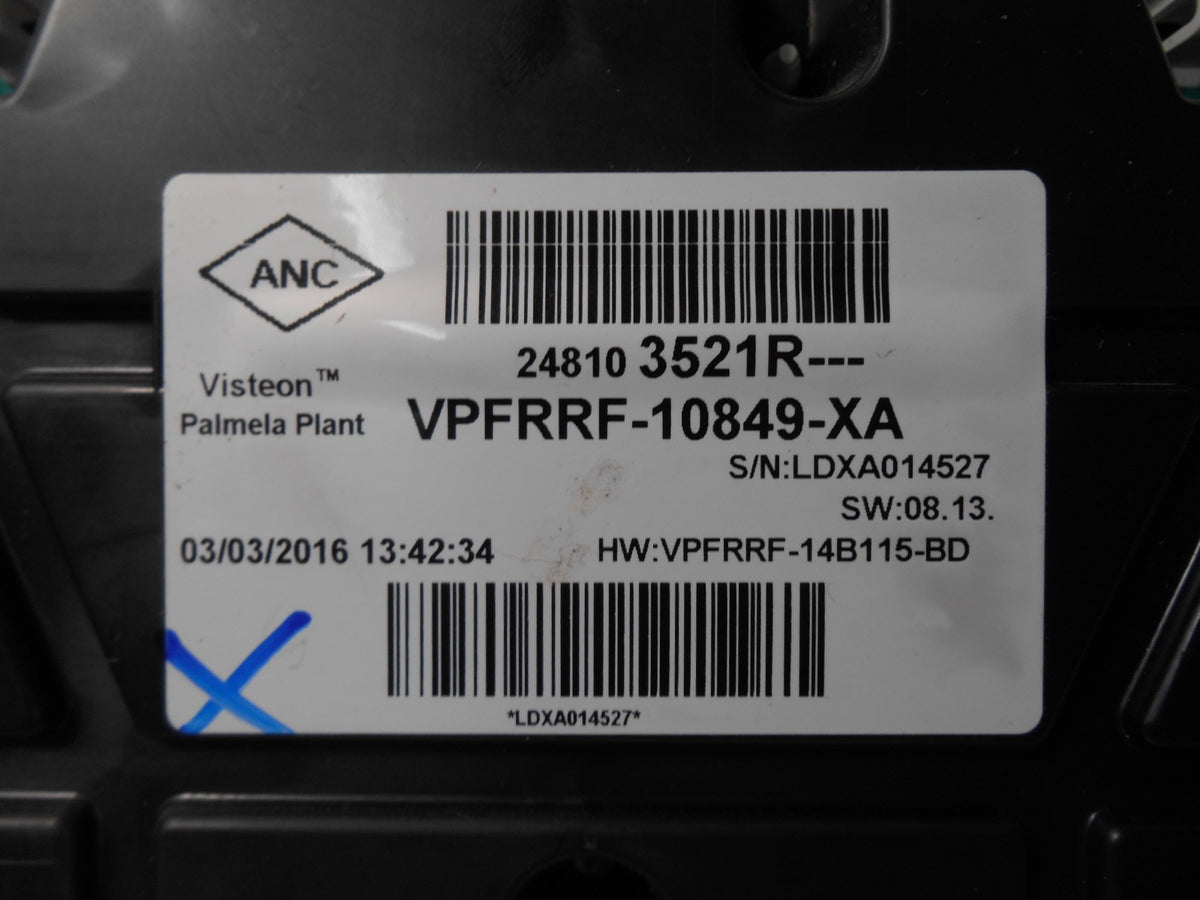 ANC
24810 3521R---
Visteon™
Palmela Plant
VPFRRF-10849-XA
S/N:LDXA014527
SW:08.13.
03/03/2016 13:42:34
HW:VPFRRF-14B115-BD
*LDXA014527*